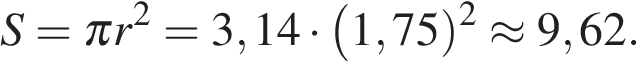 S = πr² = 3,14 · (1,75)² ≈ 9,62.